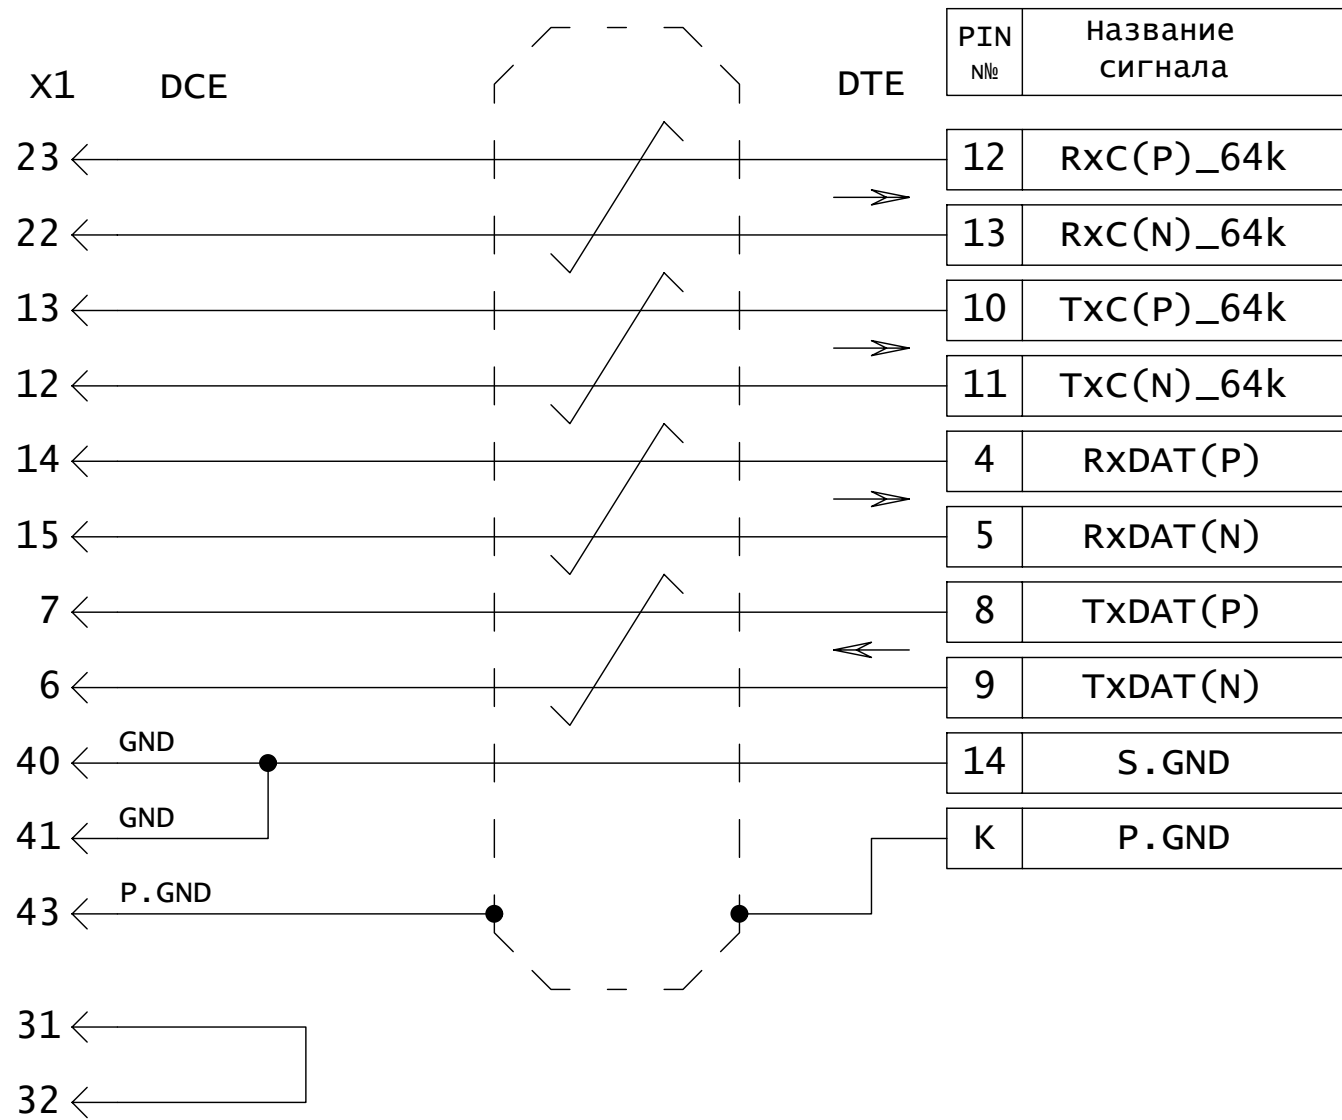 X1 DCE DTE PIN Название
N№ сигнала
23 12 RxC(P)_64k
22 13 RxC(N)_64k
13 10 TxC(P)_64k
12 11 TxC(N)_64k
14 4 RxDAT(P)
15 5 RxDAT(N)
7 8 TxDAT(P)
6 9 TxDAT(N)
40 GND 14 S.GND
41 GND K P.GND
43 P.GND
31
32